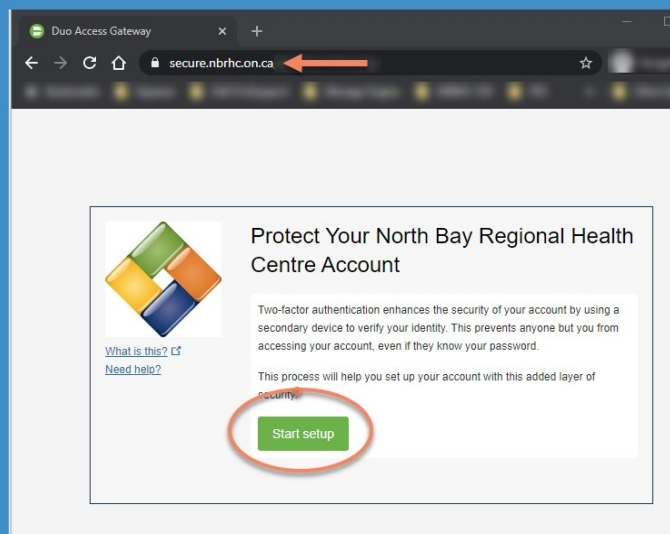 Duo Access Gateway
secure.nbrhc.on.ca
Protect Your North Bay Regional Health
Centre Account
Two-factor authentication enhances the security of your account by using a
secondary device to verify your identity. This prevents anyone but you from
accessing your account, even if they know your password.
What is this?
Need help?
This process will help you set up your account with this added layer of
security.
Start setup